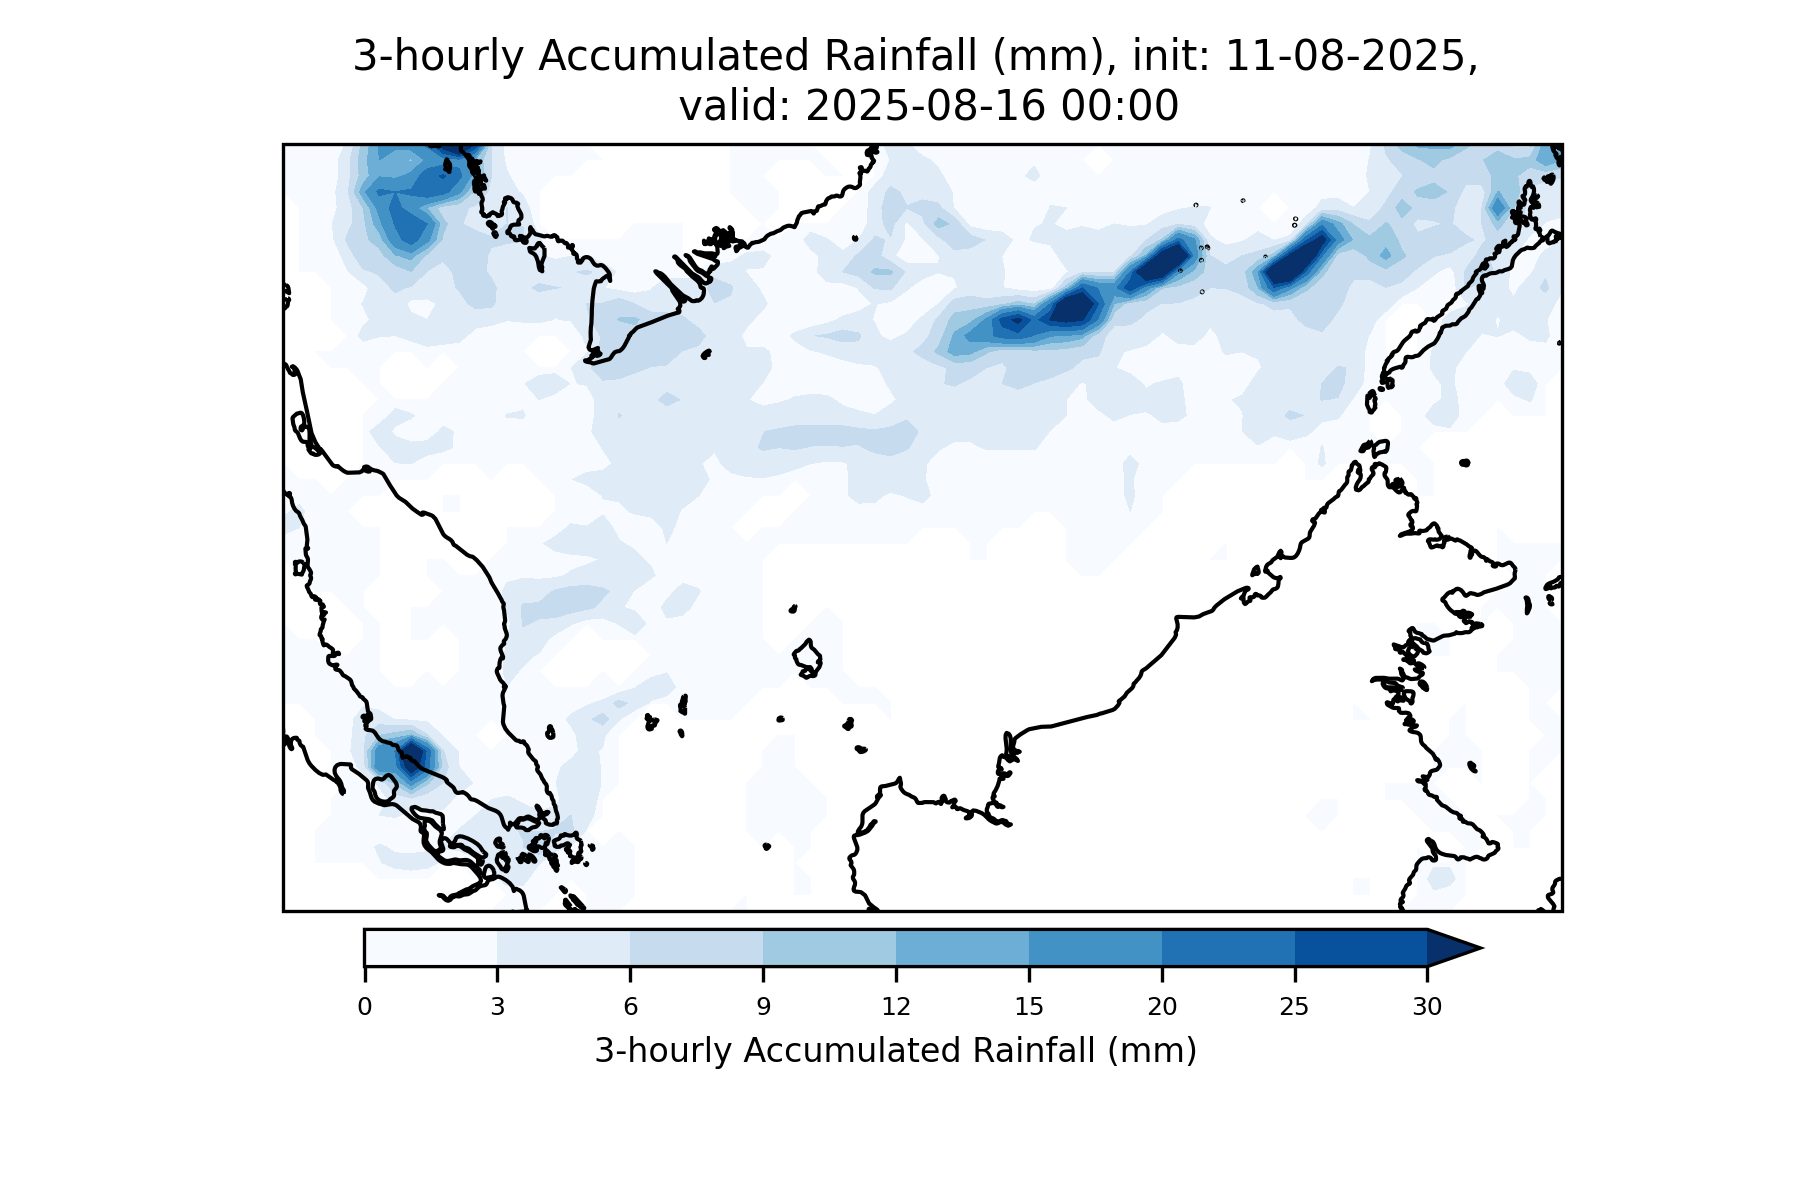 3-hourly Accumulated Rainfall (mm), init: 11-08-2025,
valid: 2025-08-16 00:00
0 3 6 9 12 15 20 25 30
3-hourly Accumulated Rainfall (mm)